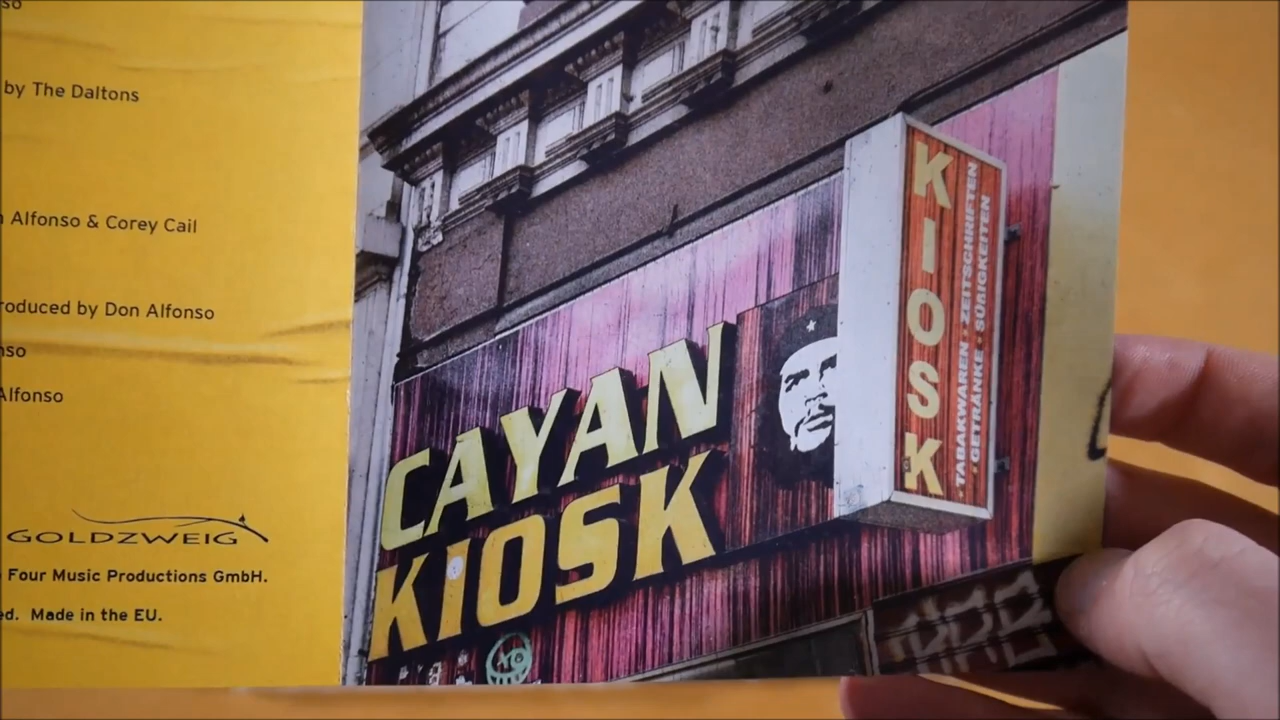 so
by The Daltons
Alfonso & Corey Cail
roduced by Don Alfonso
nso
Alfonso
GOLDZWEIG
Four Music Productions GmbH.
ed. Made in the EU.
CAYAN
KIOSK
KIOSK
·TABAKWAREN · ZEITSCHRIFTEN
·GETRÄNKE · SÜßIGKEITEN